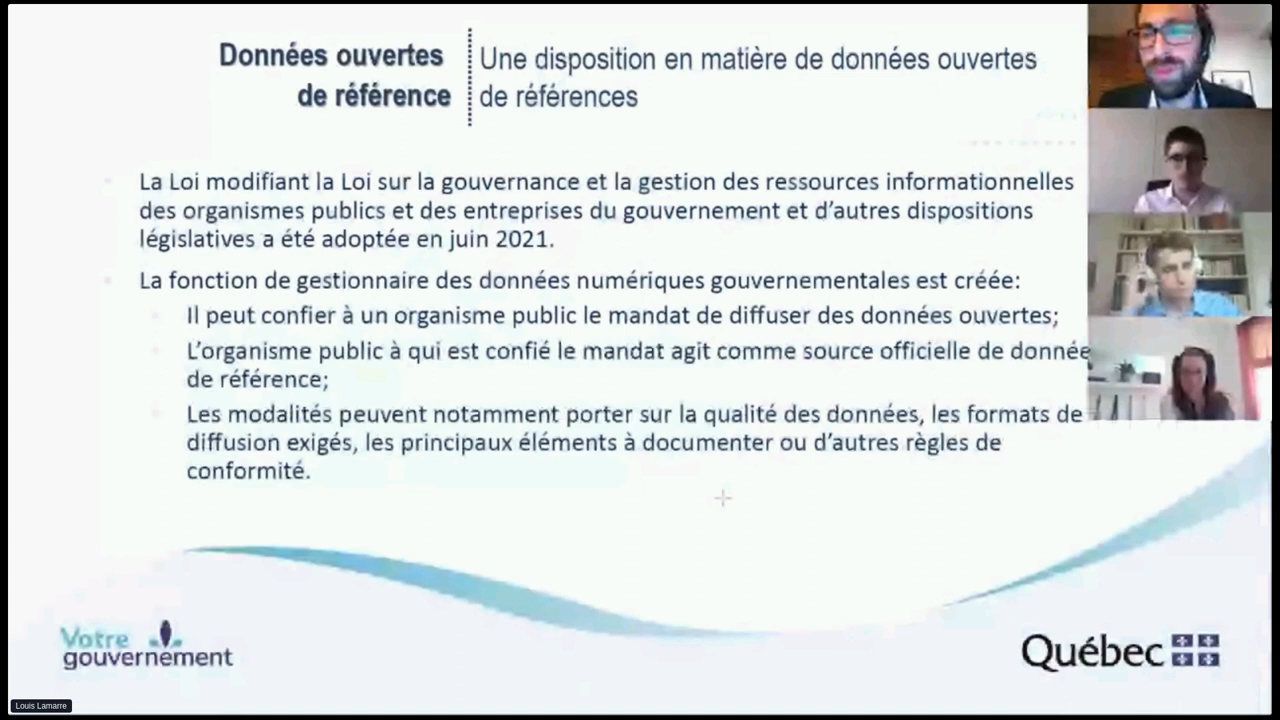 Données ouvertes
de référence
Une disposition en matière de données ouvertes
de références
La Loi modifiant la Loi sur la gouvernance et la gestion des ressources informationnelles
des organismes publics et des entreprises du gouvernement et d’autres dispositions
législatives a été adoptée en juin 2021.
La fonction de gestionnaire des données numériques gouvernementales est créée:
Il peut confier à un organisme public le mandat de diffuser des données ouvertes;
L’organisme public à qui est confié le mandat agit comme source officielle de donnée
de référence;
Les modalités peuvent notamment porter sur la qualité des données, les formats de
diffusion exigés, les principaux éléments à documenter ou d’autres règles de
conformité.
Votre
gouvernement
Québec
Louis Lamarre